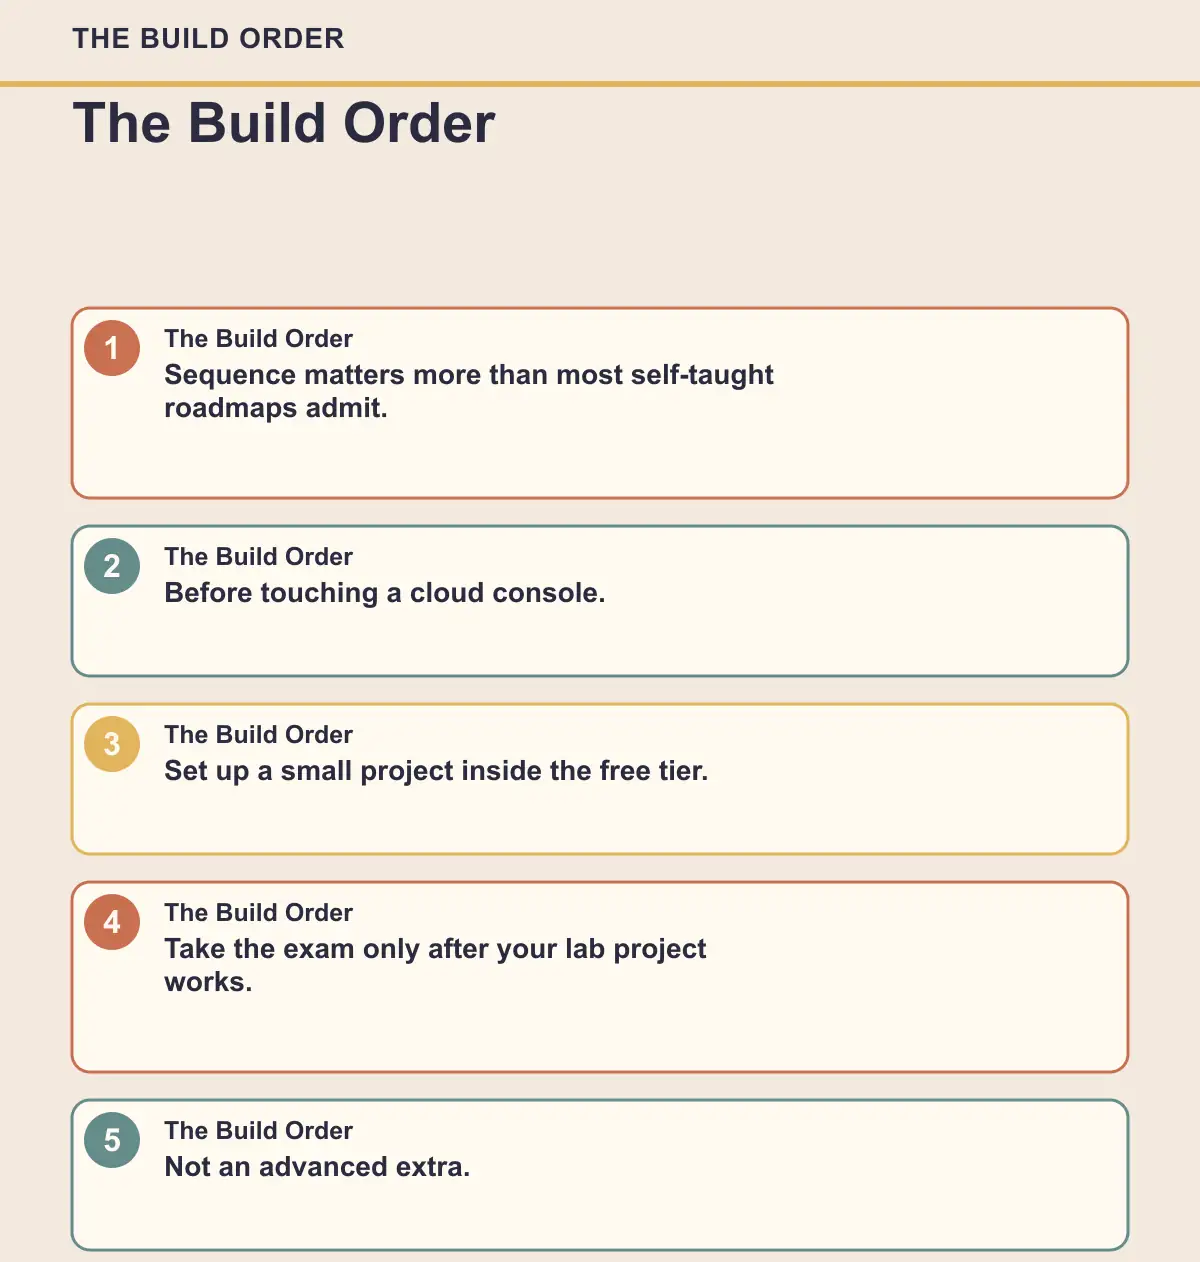 THE BUILD ORDER
The Build Order
1
The Build Order
Sequence matters more than most self-taught
roadmaps admit.
2
The Build Order
Before touching a cloud console.
3
The Build Order
Set up a small project inside the free tier.
4
The Build Order
Take the exam only after your lab project
works.
5
The Build Order
Not an advanced extra.